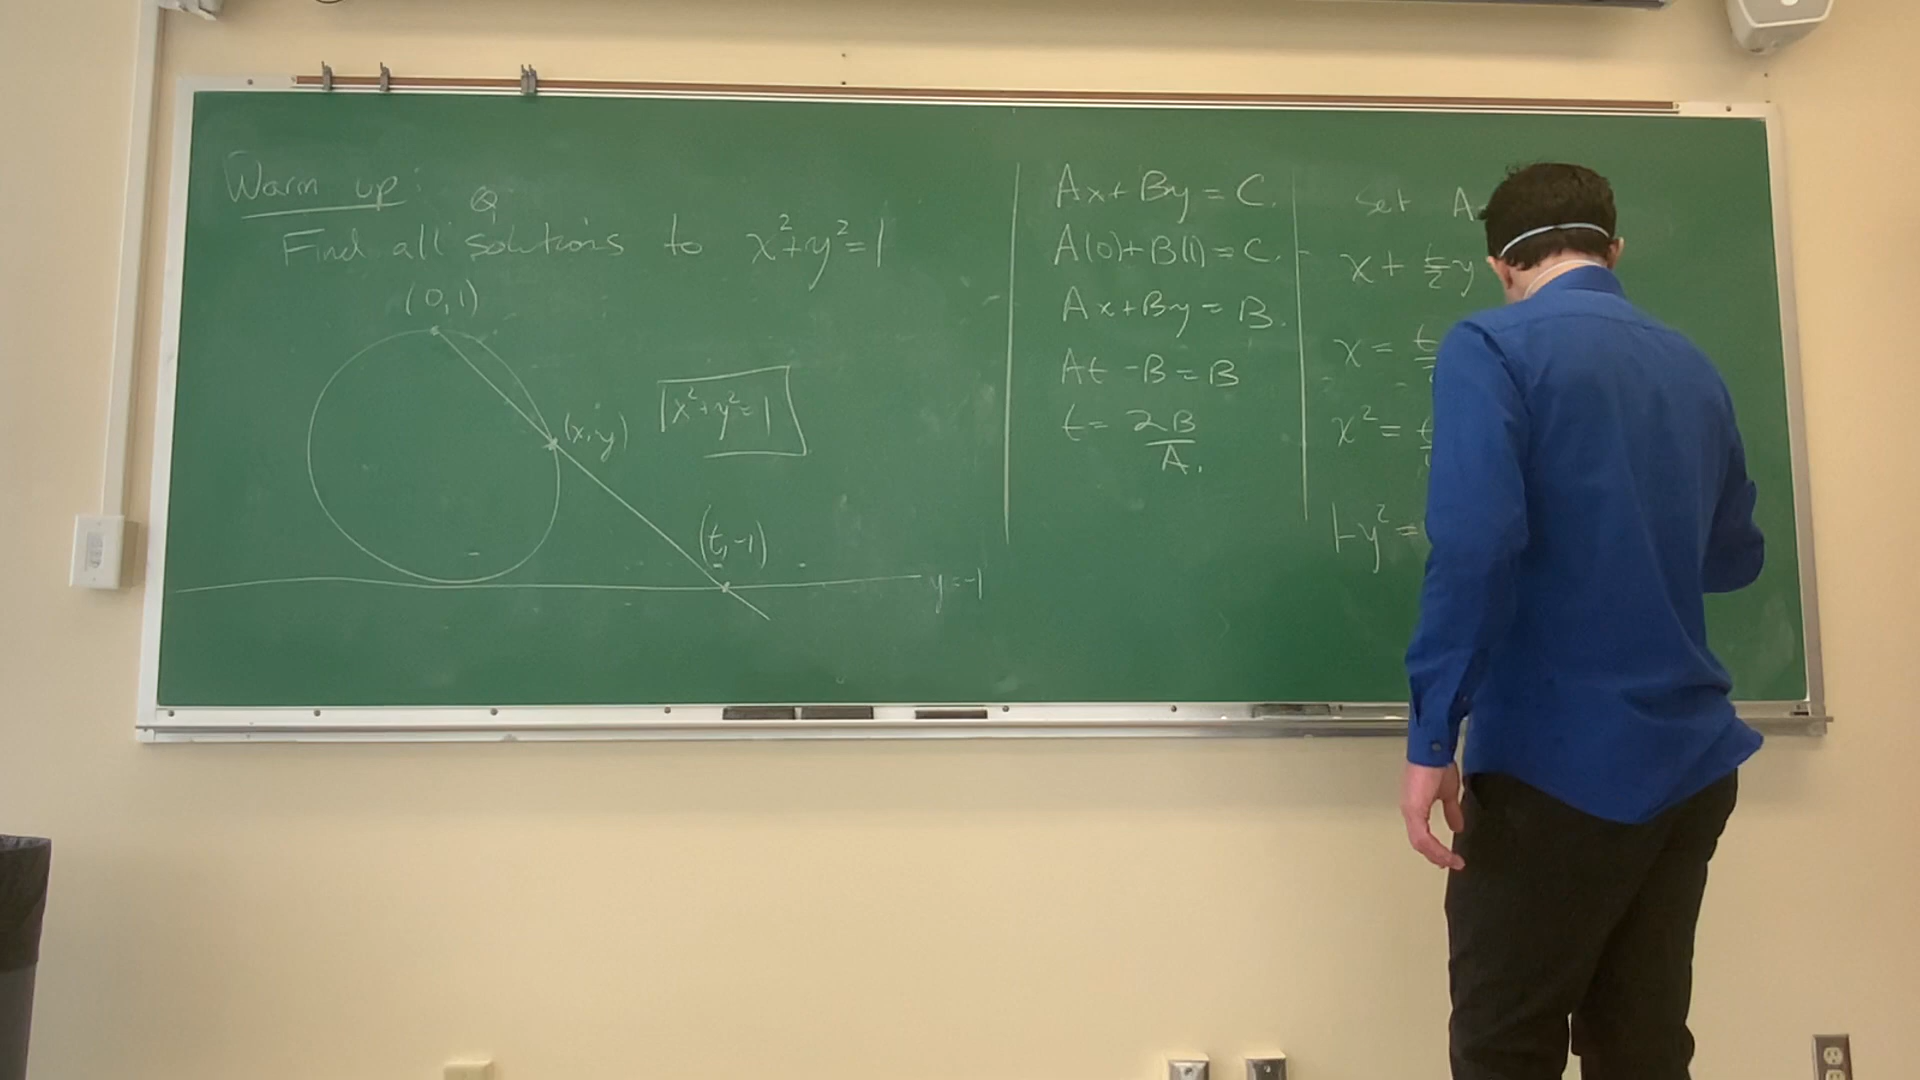 Warm up:
Q
Find all solutions to x²+y²=1
(0,1)
(x,y)
x²+y²=1
(t,-1)
y=-1
Ax+By=C.
A(0)+B(1)=C.
Ax+By=B.
At-B=B
t=2B/A.
Set A
x+t/2 y
x=t
x²=t
1-y²=